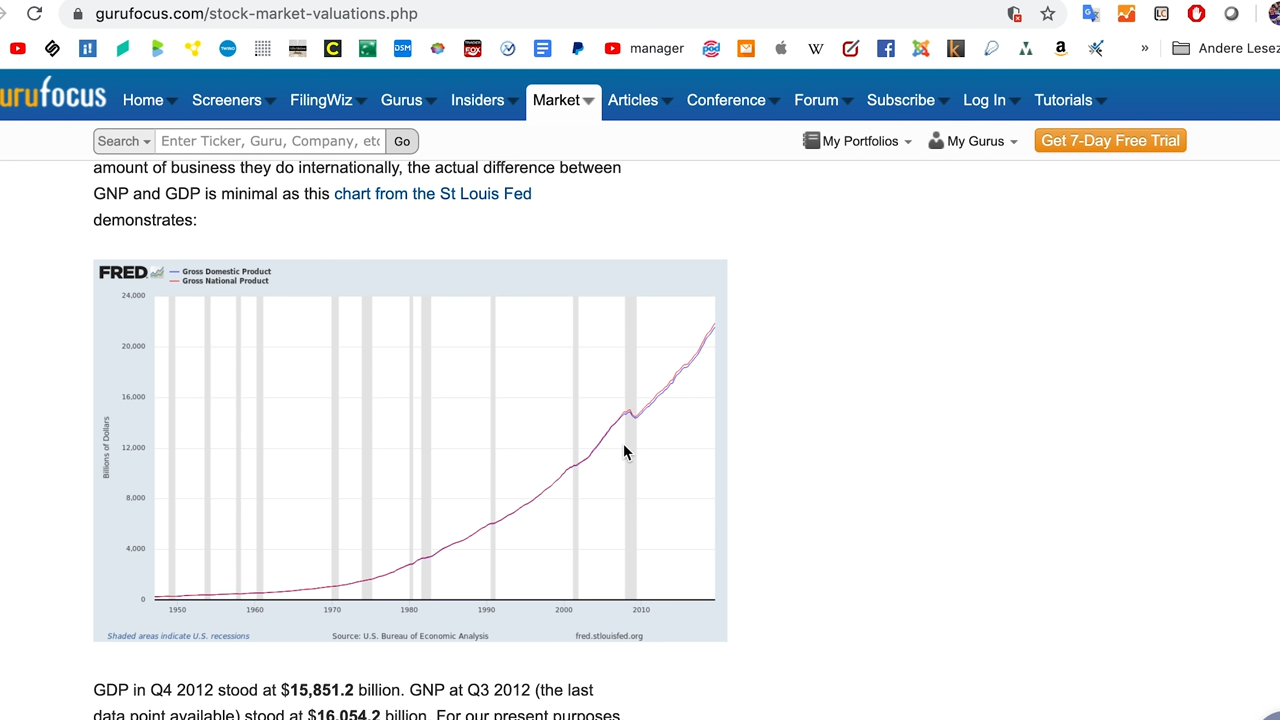 gurufocus.com/stock-market-valuations.php
manager
» Andere Lesez
urufocus Home Screeners FilingWiz Gurus Insiders Market Articles Conference Forum Subscribe Log In Tutorials
Search Enter Ticker, Guru, Company, etc Go My Portfolios My Gurus Get 7-Day Free Trial
amount of business they do internationally, the actual difference between
GNP and GDP is minimal as this chart from the St Louis Fed
demonstrates:
FRED
Gross Domestic Product
Gross National Product
24,000
20,000
16,000
12,000
8,000
4,000
0
Billions of Dollars
1950 1960 1970 1980 1990 2000 2010
Shaded areas indicate U.S. recessions Source: U.S. Bureau of Economic Analysis fred.stlouisfed.org
GDP in Q4 2012 stood at $15,851.2 billion. GNP at Q3 2012 (the last
data point available) stood at $16,054.2 billion. For our present purposes